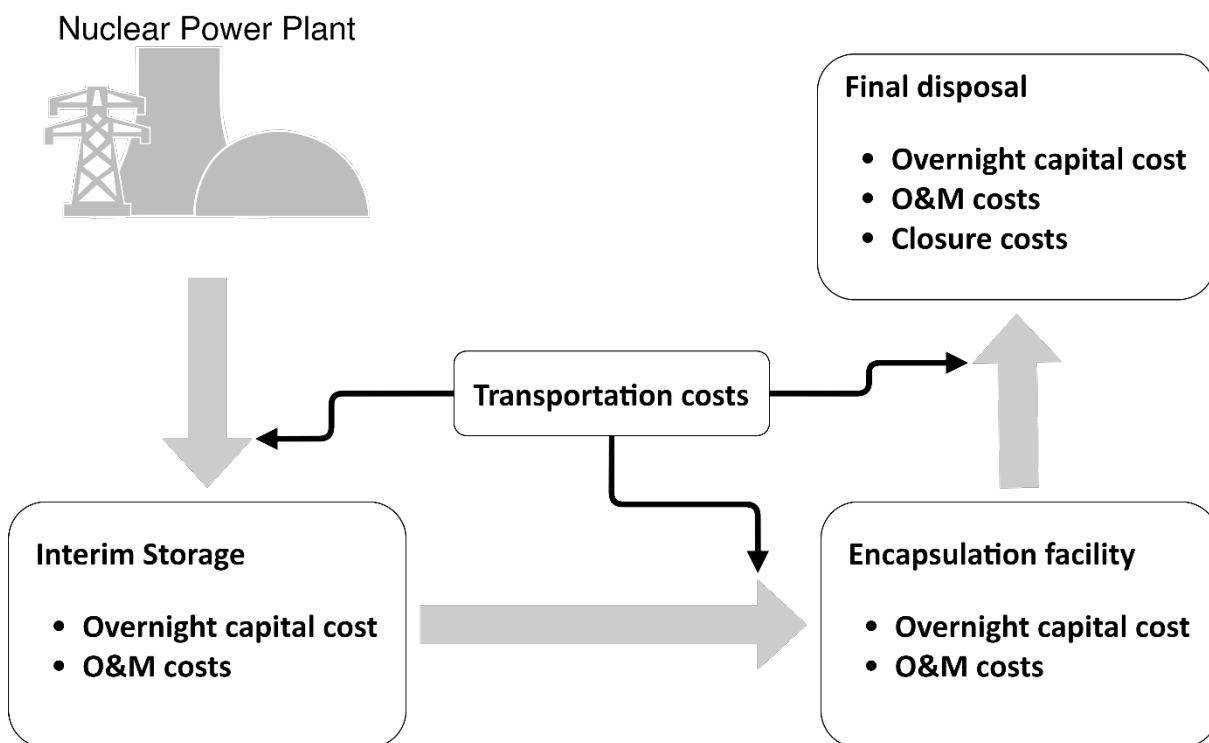 Nuclear Power Plant
Final disposal
• Overnight capital cost
• O&M costs
• Closure costs
Transportation costs
Interim Storage
• Overnight capital cost
• O&M costs
Encapsulation facility
• Overnight capital cost
• O&M costs